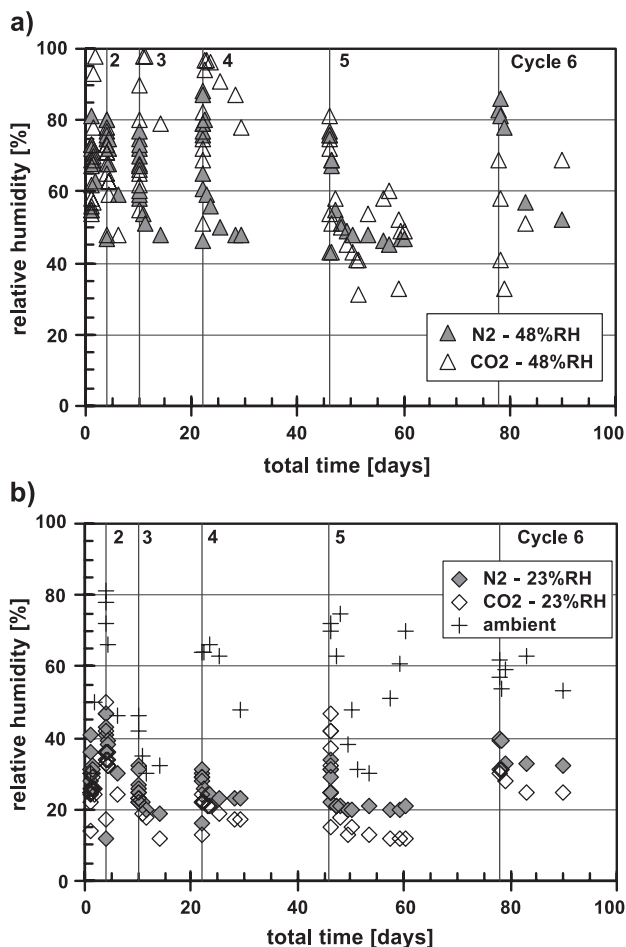 a)
100
2
3
4
5
Cycle 6
80
60
40
20
0
relative humidity [%]
N2 - 48%RH
CO2 - 48%RH
0
20
40
60
80
100
total time [days]
b)
100
2
3
4
5
Cycle 6
80
60
40
20
0
relative humidity [%]
N2 - 23%RH
CO2 - 23%RH
ambient
0
20
40
60
80
100
total time [days]